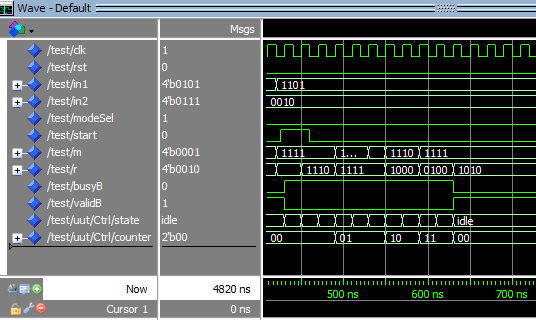 Wave - Default
Msgs
/test/clk 1
/test/rst 0
/test/in1 4'b0101 1101
/test/in2 4'b0111 0010
/test/modeSel 1
/test/start 0
/test/m 4'b0001 1111 1... 1110 1111
/test/r 4'b0010 1110 1111 1000 0100 1010
/test/busyB 0
/test/validB 1
/test/uut/Ctrl/state idle idle
/test/uut/Ctrl/counter 2'b00 00 01 10 11 00
Now 4820 ns 500 ns 600 ns 700 ns
Cursor 1 0 ns